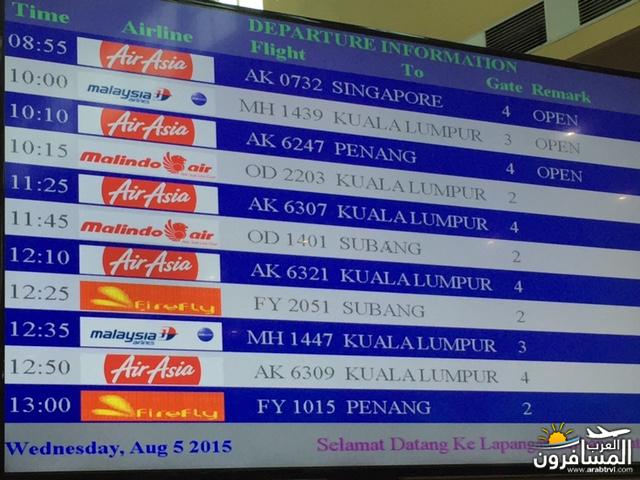 DEPARTURE INFORMATION
Time Airline Flight To Gate Remark
08:55 AirAsia AK 0732 SINGAPORE 4 OPEN
10:00 malaysia airlines MH 1439 KUALA LUMPUR 3 OPEN
10:10 AirAsia AK 6247 PENANG 4 OPEN
10:15 Malindo air OD 2203 KUALA LUMPUR 2
11:25 AirAsia AK 6307 KUALA LUMPUR 4
11:45 Malindo air OD 1401 SUBANG 2
12:10 AirAsia AK 6321 KUALA LUMPUR 4
12:25 FireFly FY 2051 SUBANG 2
12:35 malaysia airlines MH 1447 KUALA LUMPUR 3
12:50 AirAsia AK 6309 KUALA LUMPUR 4
13:00 FireFly FY 1015 PENANG 2
Wednesday, Aug 5 2015 Selamat Datang Ke
العرب
المسافرون
www.arabtrvl.com